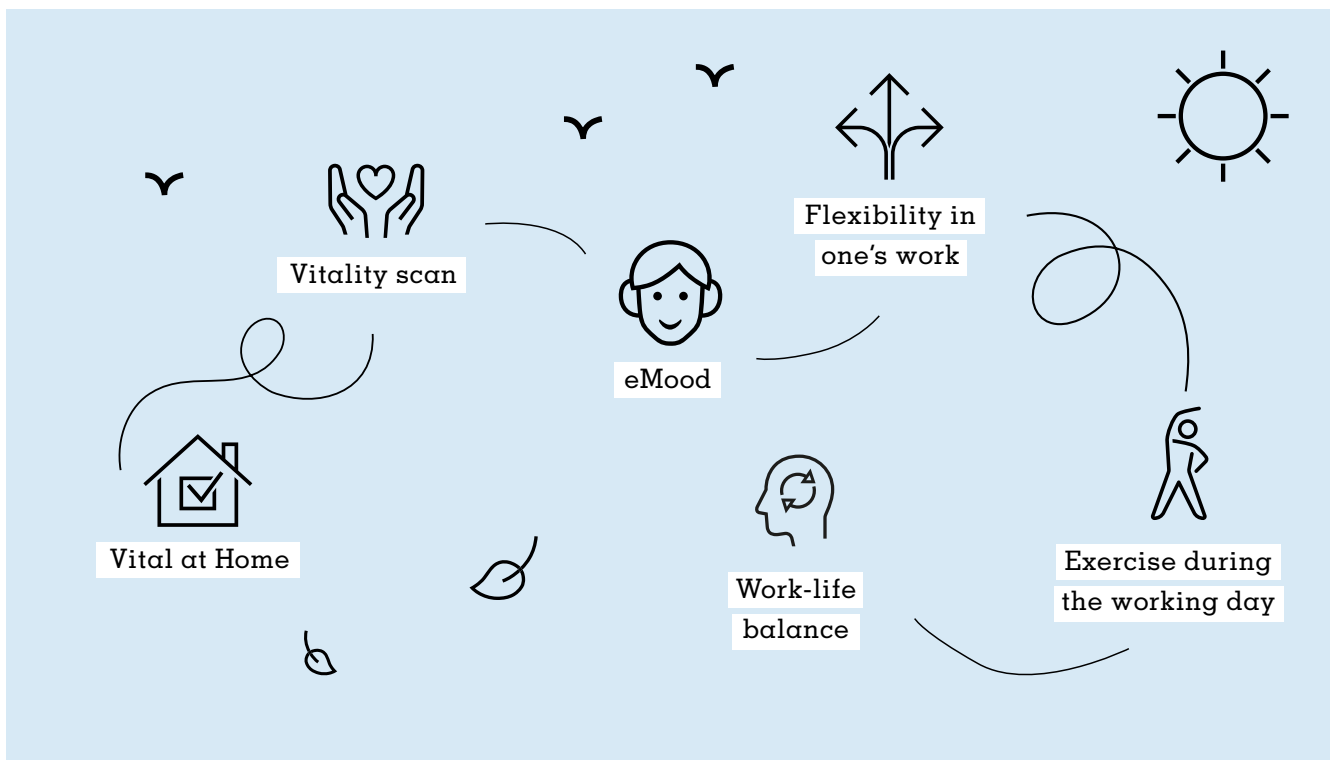 Flexibility in
one's work
Vitality scan
eMood
Vital at Home
Work-life
balance
Exercise during
the working day